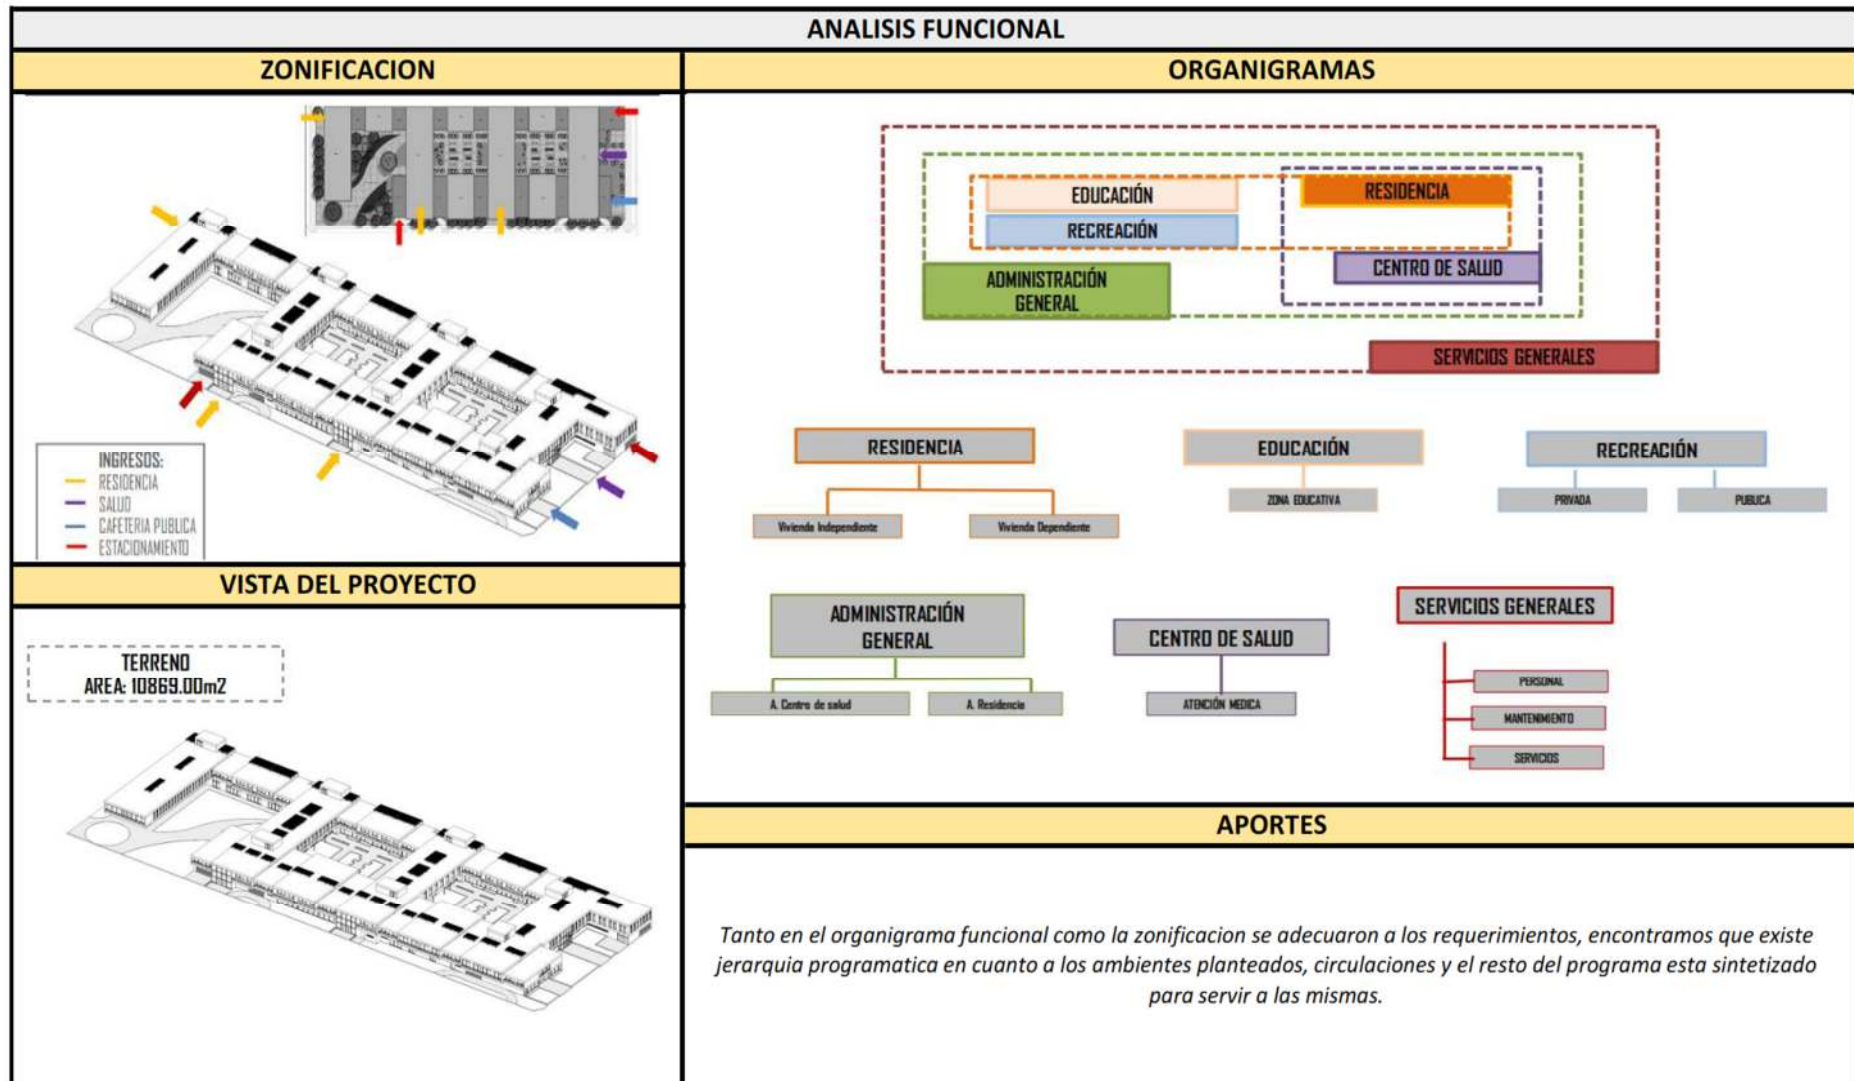 ANALISIS FUNCIONAL
ZONIFICACION
INGRESOS:
RESIDENCIA
SALUD
CAFETERIA PUBLICA
ESTACIONAMIENTO
VISTA DEL PROYECTO
TERRENO
AREA: 10869.00m2
ORGANIGRAMAS
EDUCACIÓN
RESIDENCIA
RECREACIÓN
CENTRO DE SALUD
ADMINISTRACIÓN
GENERAL
SERVICIOS GENERALES
RESIDENCIA
Vivienda Independiente
Vivienda Dependiente
EDUCACIÓN
ZONA EDUCATIVA
RECREACIÓN
PRIVADA
PUBLICA
ADMINISTRACIÓN
GENERAL
A. Centro de salud
A. Residencia
CENTRO DE SALUD
ATENCIÓN MEDICA
SERVICIOS GENERALES
PERSONAL
MANTENIMIENTO
SERVICIOS
APORTES
Tanto en el organigrama funcional como la zonificacion se adecuaron a los requerimientos, encontramos que existe
jerarquia programatica en cuanto a los ambientes planteados, circulaciones y el resto del programa esta sintetizado
para servir a las mismas.